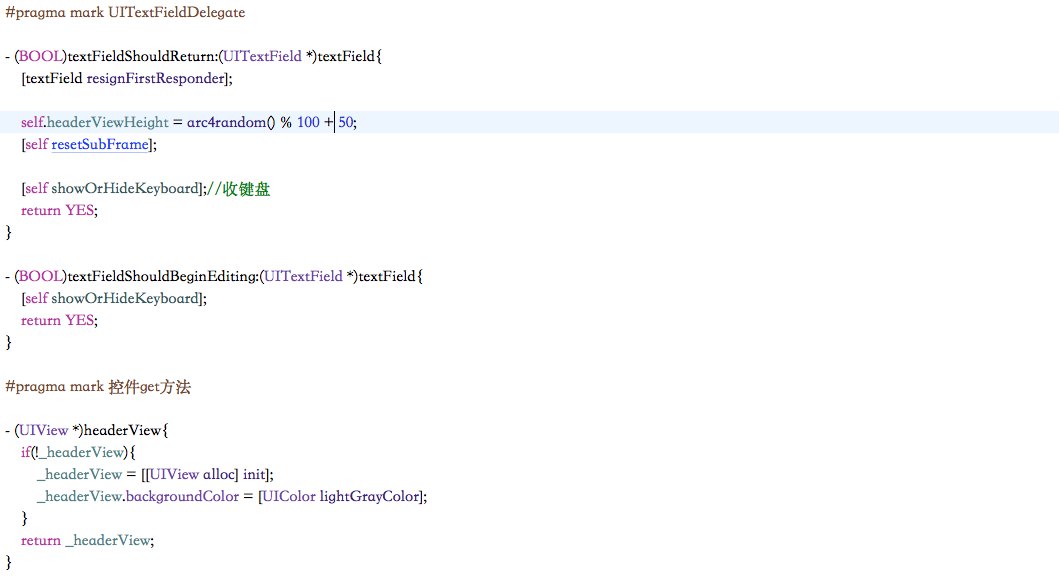 #pragma mark UITextFieldDelegate
- (BOOL)textFieldShouldReturn:(UITextField *)textField{
[textField resignFirstResponder];
self.headerViewHeight = arc4random() % 100 + 50;
[self resetSubFrame];
[self showOrHideKeyboard];//收键盘
return YES;
}
- (BOOL)textFieldShouldBeginEditing:(UITextField *)textField{
[self showOrHideKeyboard];
return YES;
}
#pragma mark 控件get方法
- (UIView *)headerView{
if(!_headerView){
_headerView = [[UIView alloc] init];
_headerView.backgroundColor = [UIColor lightGrayColor];
}
return _headerView;
}